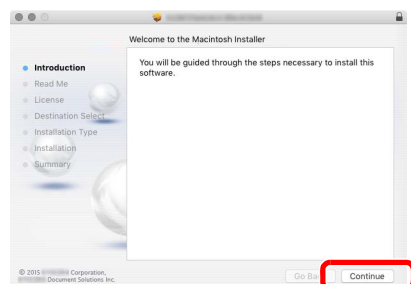 Welcome to the Macintosh Installer
You will be guided through the steps necessary to install this
software.
Introduction
Read Me
License
Destination Select
Installation Type
Installation
Summary
© 2015 Corporation,
Document Solutions Inc.
Go Back
Continue